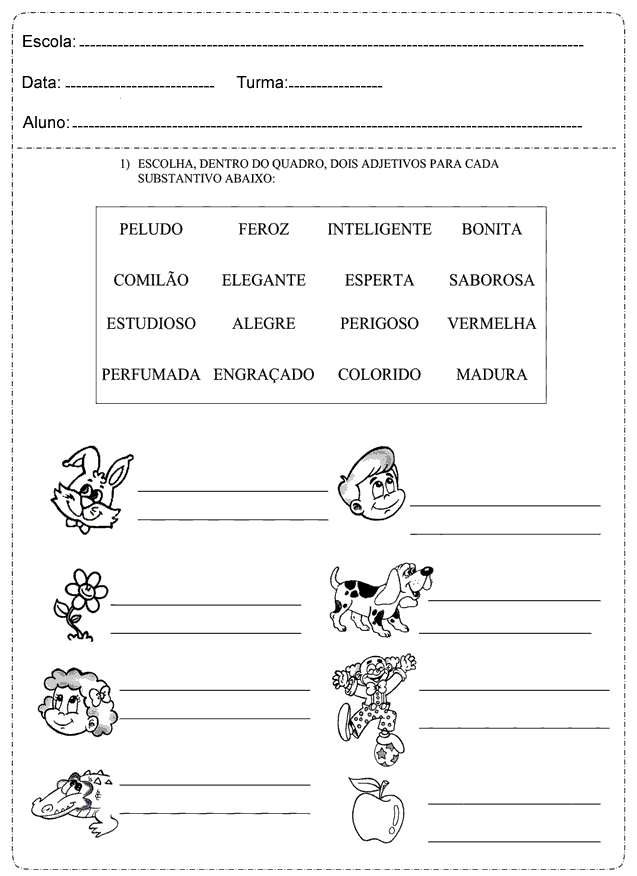 Escola:
Data: Turma:
Aluno:
1) ESCOLHA, DENTRO DO QUADRO, DOIS ADJETIVOS PARA CADA
SUBSTANTIVO ABAIXO:
PELUDO FEROZ INTELIGENTE BONITA
COMILÃO ELEGANTE ESPERTA SABOROSA
ESTUDIOSO ALEGRE PERIGOSO VERMELHA
PERFUMADA ENGRAÇADO COLORIDO MADURA